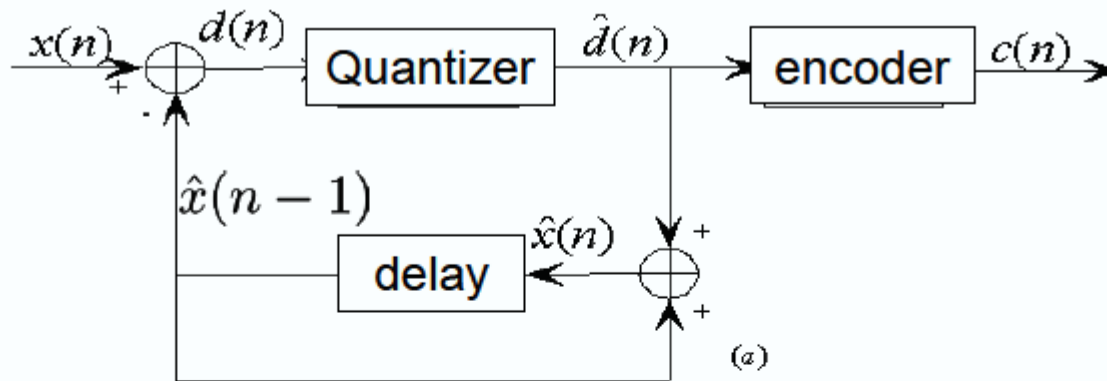 x(n) d(n) d̂(n) c(n)
+ Quantizer encoder
-
x̂(n − 1)
x̂(n) +
delay
+
(a)